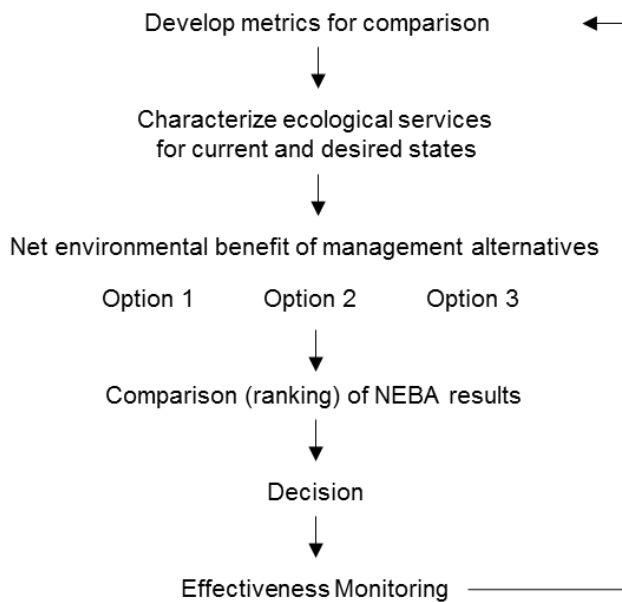 Develop metrics for comparison
Characterize ecological services
for current and desired states
Net environmental benefit of management alternatives
Option 1 Option 2 Option 3
Comparison (ranking) of NEBA results
Decision
Effectiveness Monitoring